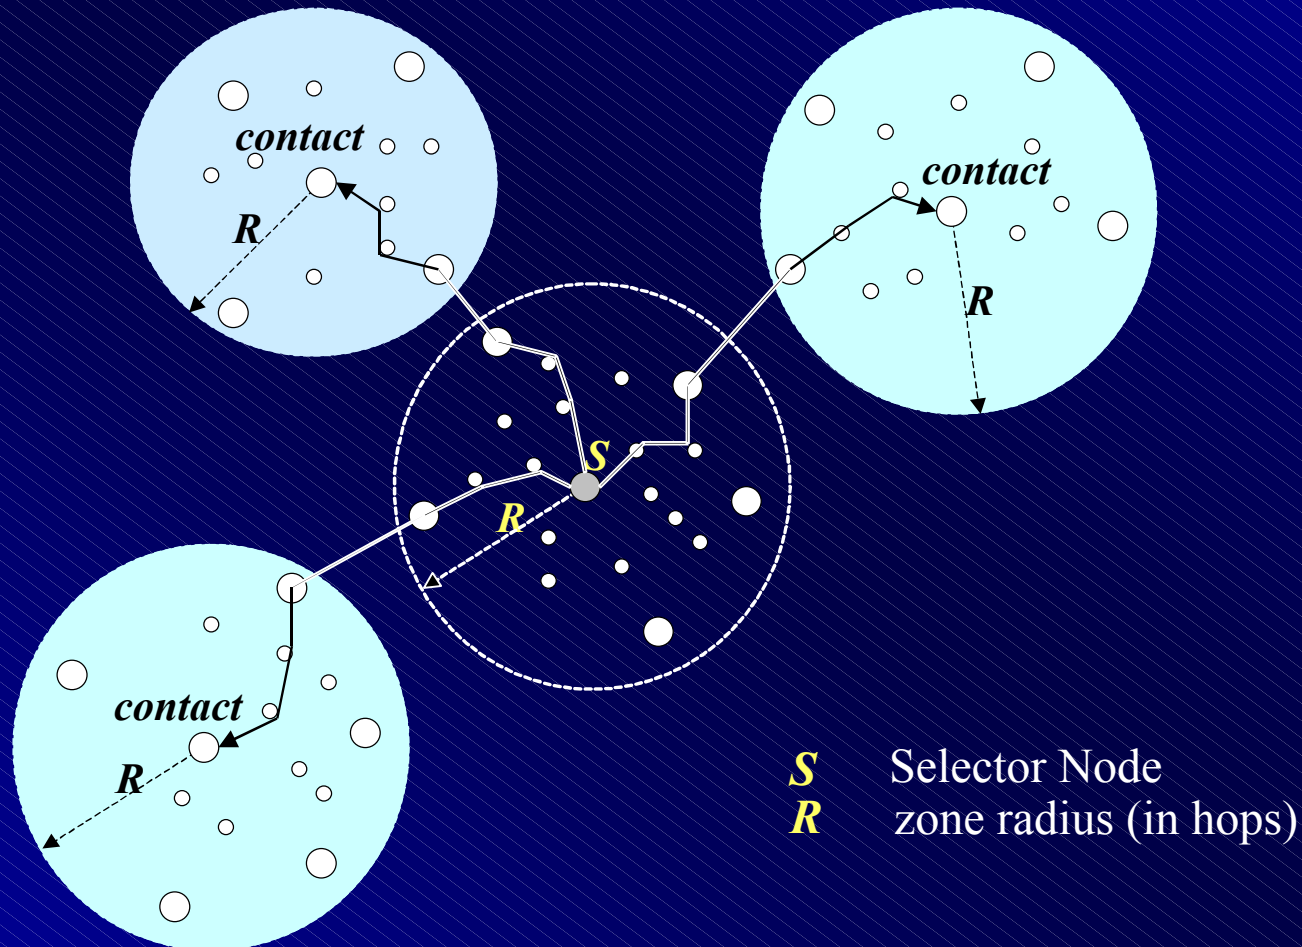 contact
contact
R
R
S
R
contact
R
S Selector Node
R zone radius (in hops)